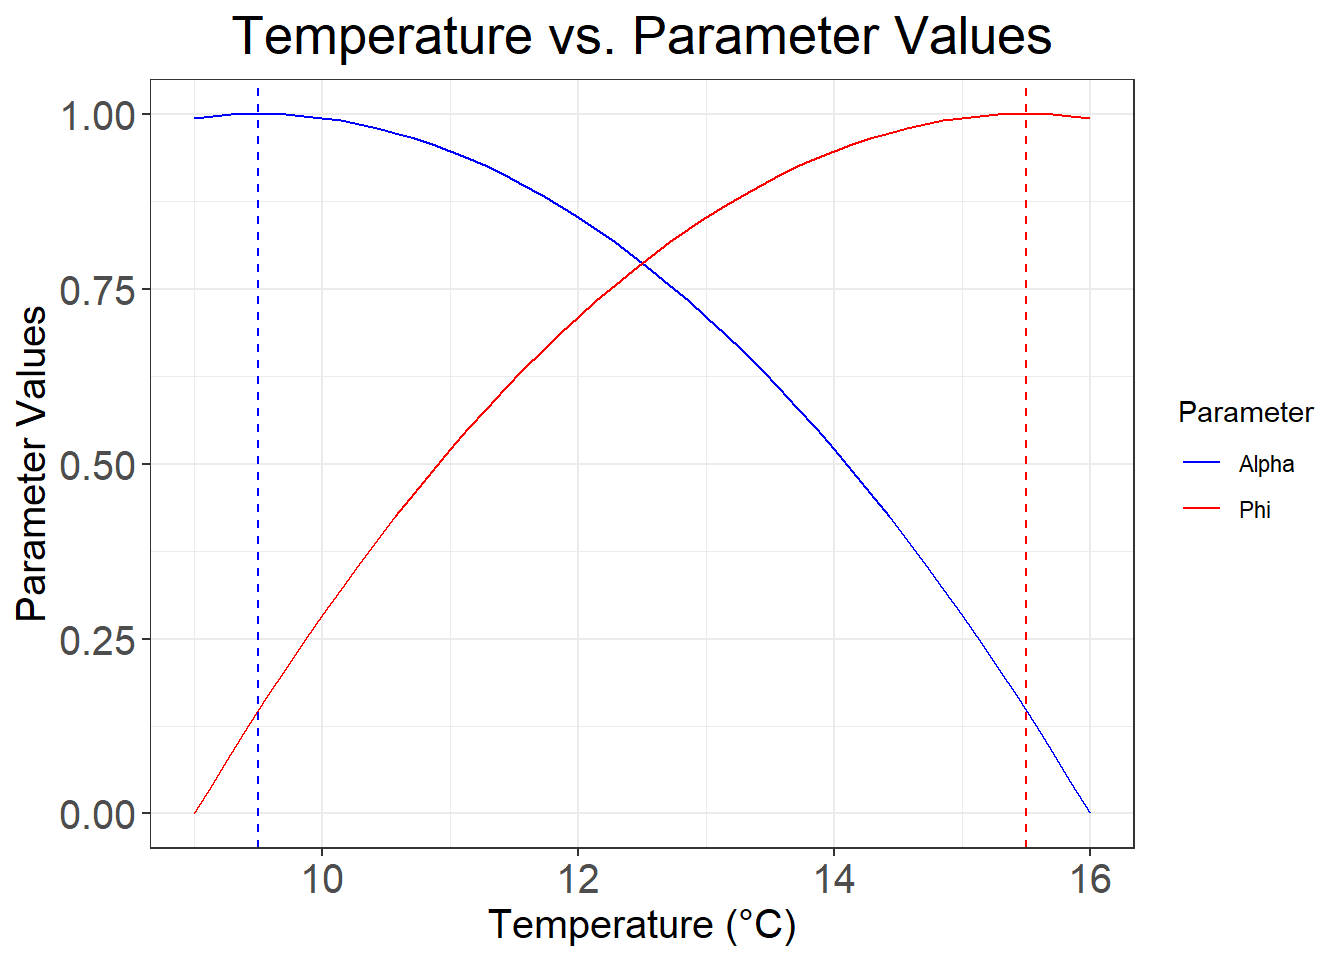 Temperature vs. Parameter Values
Parameter Values
1.00
0.75
0.50
0.25
0.00
10
12
14
16
Temperature (°C)
Parameter
Alpha
Phi